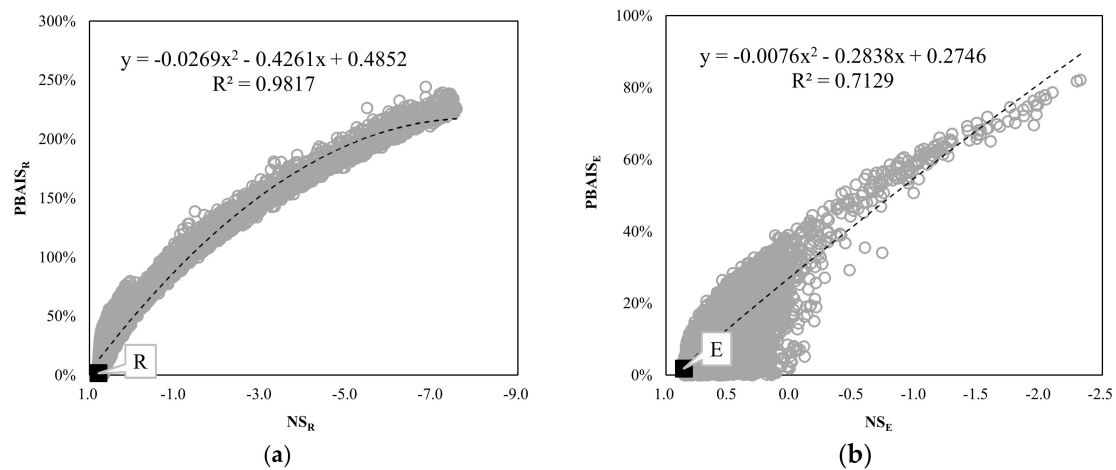 300%
250%
200%
150%
100%
50%
0%
PBAIS_R
y = -0.0269x² - 0.4261x + 0.4852
R² = 0.9817
R
1.0 -1.0 -3.0 -5.0 -7.0 -9.0
NS_R
(a)
100%
80%
60%
40%
20%
0%
PBAIS_E
y = -0.0076x² - 0.2838x + 0.2746
R² = 0.7129
E
1.0 0.5 0.0 -0.5 -1.0 -1.5 -2.0 -2.5
NS_E
(b)